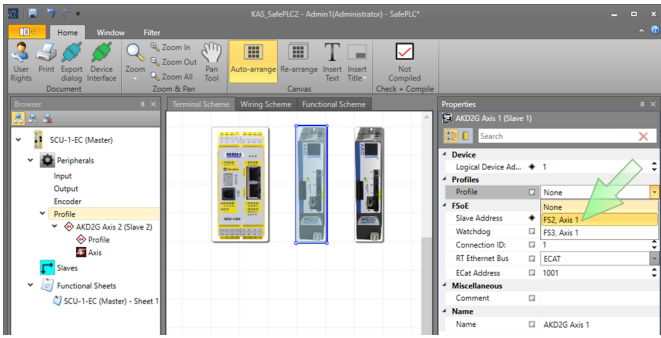 KAS_SafePLC2 - Admin1(Administrator) - SafePLC²
Home Window Filter
User Rights
Print
Export dialog
Device Interface
Document
Zoom
Zoom In
Zoom Out
Zoom All
Pan Tool
Zoom & Pan
Auto-arrange
Re-arrange
Insert Text
Insert Title
Canvas
Not Compiled
Check + Compile
Browser
SCU-1-EC (Master)
Peripherals
Input
Output
Encoder
Profile
AKD2G Axis 2 (Slave 2)
Profile
Axis
Slaves
Functional Sheets
SCU-1-EC (Master) - Sheet 1
Terminal Scheme Wiring Scheme Functional Scheme
Properties
AKD2G Axis 1 (Slave 1)
Search
Device
Logical Device Ad... 1
Profiles
Profile None
None
FS2, Axis 1
FS3, Axis 1
FSoE
Slave Address
Watchdog
Connection ID: 1
RT Ethernet Bus ECAT
ECat Address 1001
Miscellaneous
Comment
Name
Name AKD2G Axis 1